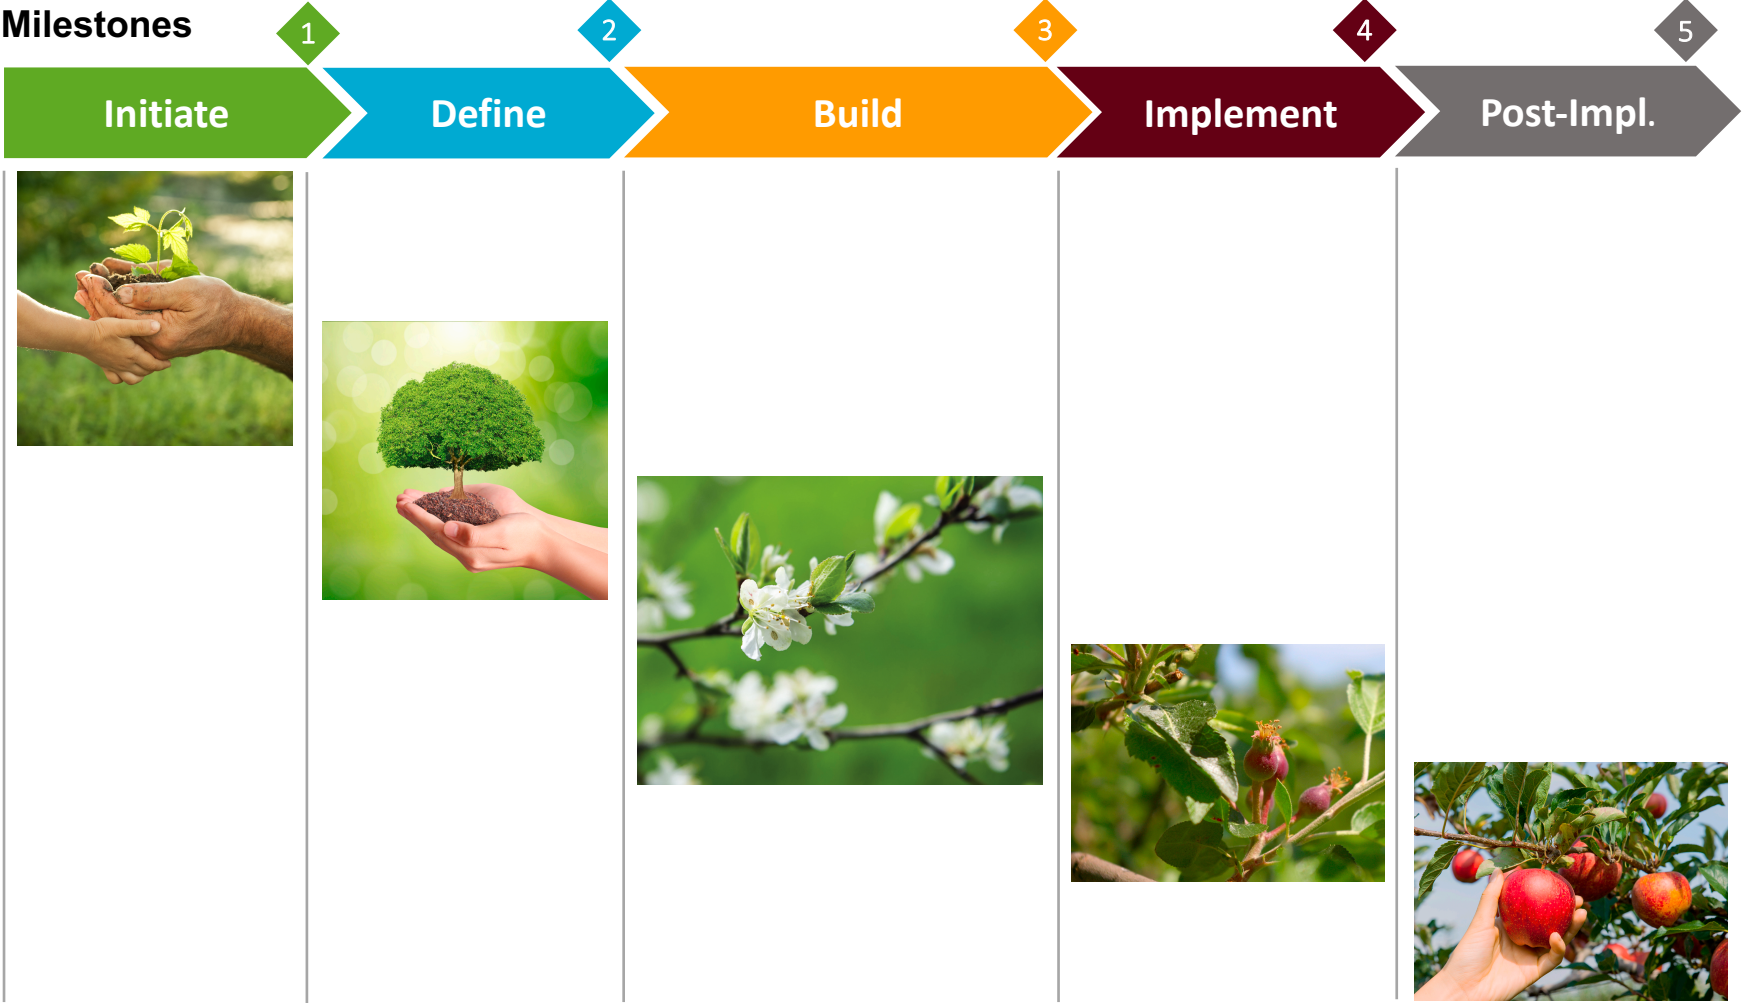 Milestones
1
2
3
4
5
Initiate
Define
Build
Implement
Post-Impl.